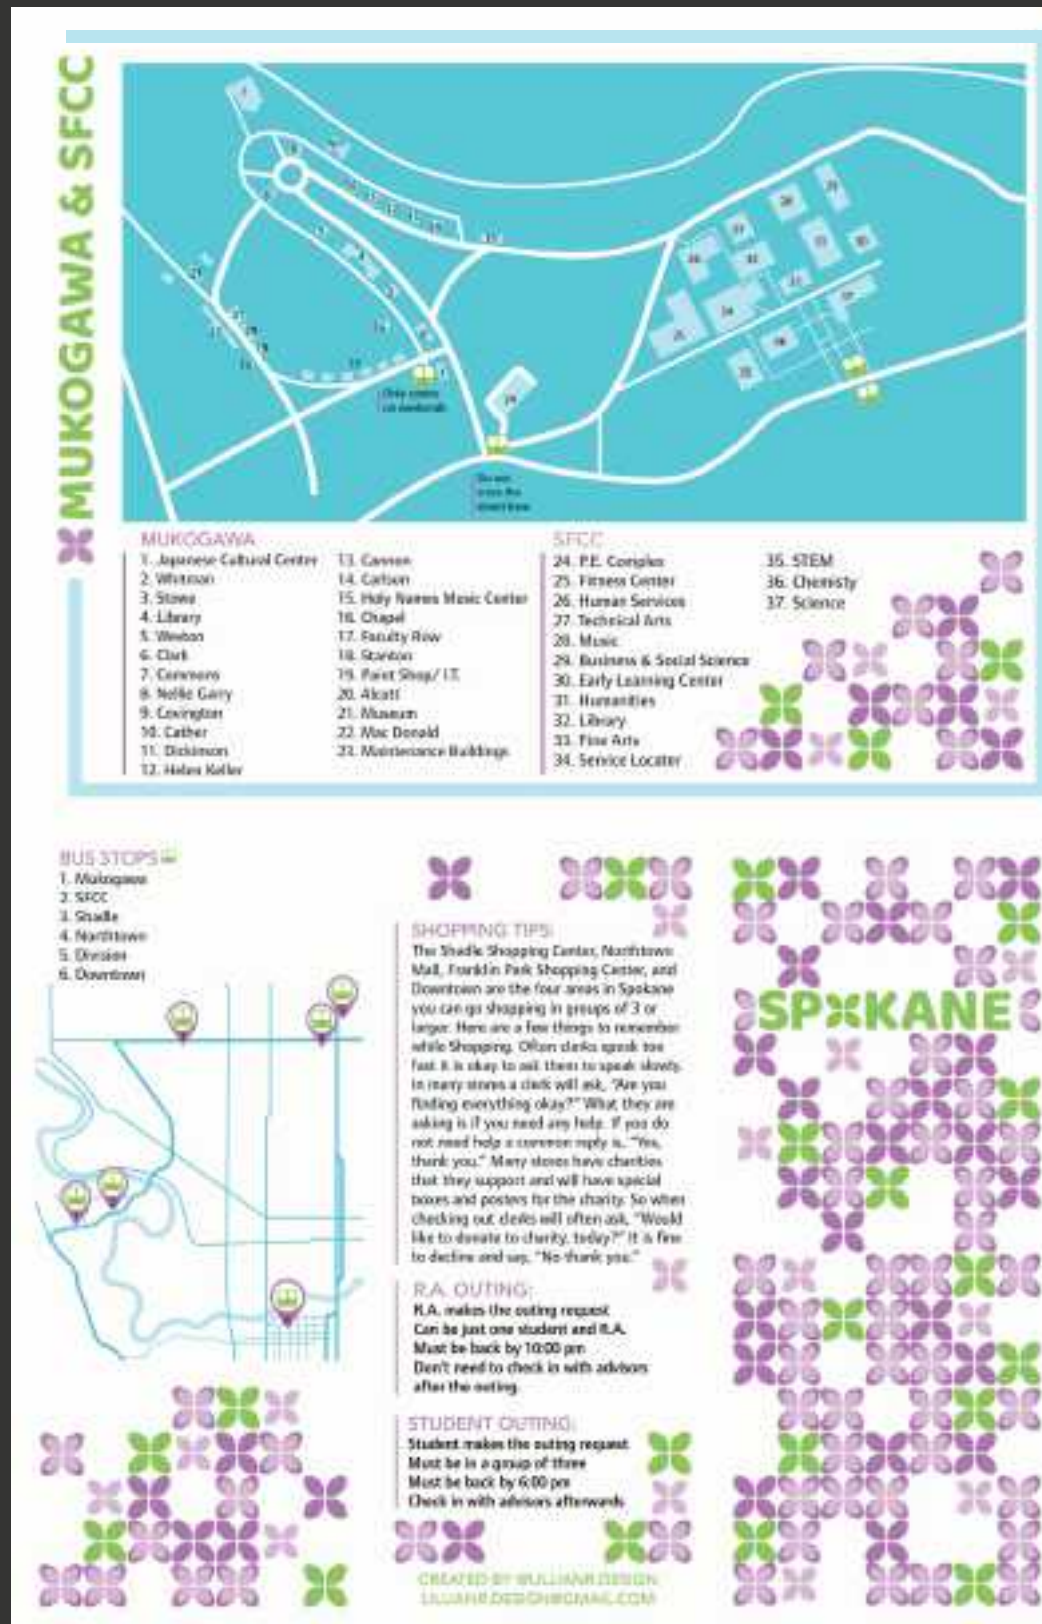 MUKOGAWA & SFCC
Only comes
on weekends
Do not
cross the
street here
MUKOGAWA
1. Japanese Cultural Center
2. Whitman
3. Stowe
4. Library
5. Weeton
6. Clark
7. Commons
8. Nellie Garry
9. Covington
10. Cather
11. Dickinson
12. Helen Keller
13. Cannon
14. Carlson
15. Holy Names Music Center
16. Chapel
17. Faculty Row
18. Stanton
19. Paint Shop/ I.T.
20. Alcott
21. Museum
22. Mac Donald
23. Maintenance Buildings
SFCC
24. P.E. Complex
25. Fitness Center
26. Human Services
27. Technical Arts
28. Music
29. Business & Social Science
30. Early Learning Center
31. Humanities
32. Library
33. Fine Arts
34. Service Locater
35. STEM
36. Chemisty
37. Science
BUS STOPS
1. Mukogawa
2. SFCC
3. Shadle
4. Northtown
5. Division
6. Downtown
SHOPPING TIPS:
The Shadle Shopping Center, Northtown
Mall, Franklin Park Shopping Center, and
Downtown are the four areas in Spokane
you can go shopping in groups of 3 or
larger. Here are a few things to remember
while Shopping. Often clerks speak too
fast it is okay to ask them to speak slowly.
In many stores a clerk will ask, "Are you
finding everything okay?" What they are
asking is if you need any help. If you do
not need help a common reply is, "Yes,
thank you." Many stores have charities
that they support and will have special
boxes and posters for the charity. So when
checking out clerks will often ask, "Would
like to donate to charity, today?" It is fine
to decline and say, "No thank you."
R.A. OUTING:
R.A. makes the outing request
Can be just one student and R.A.
Must be back by 10:00 pm
Don't need to check in with advisors
after the outing.
STUDENT OUTING:
Student makes the outing request
Must be in a group of three
Must be back by 6:00 pm
Check in with advisors afterwards
CREATED BY
SPOKANE